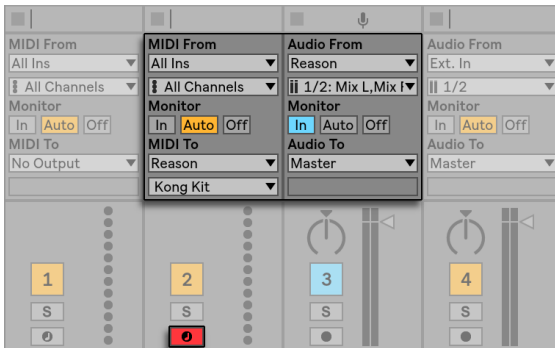 MIDI From
All Ins
All Channels
Monitor
In Auto Off
MIDI To
No Output
1
S
MIDI From
All Ins
All Channels
Monitor
In Auto Off
MIDI To
Reason
Kong Kit
2
S
Audio From
Reason
1/2: Mix L,Mix
Monitor
In Auto Off
Audio To
Master
3
S
Audio From
Ext. In
1/2
Monitor
In Auto Off
Audio To
Master
4
S